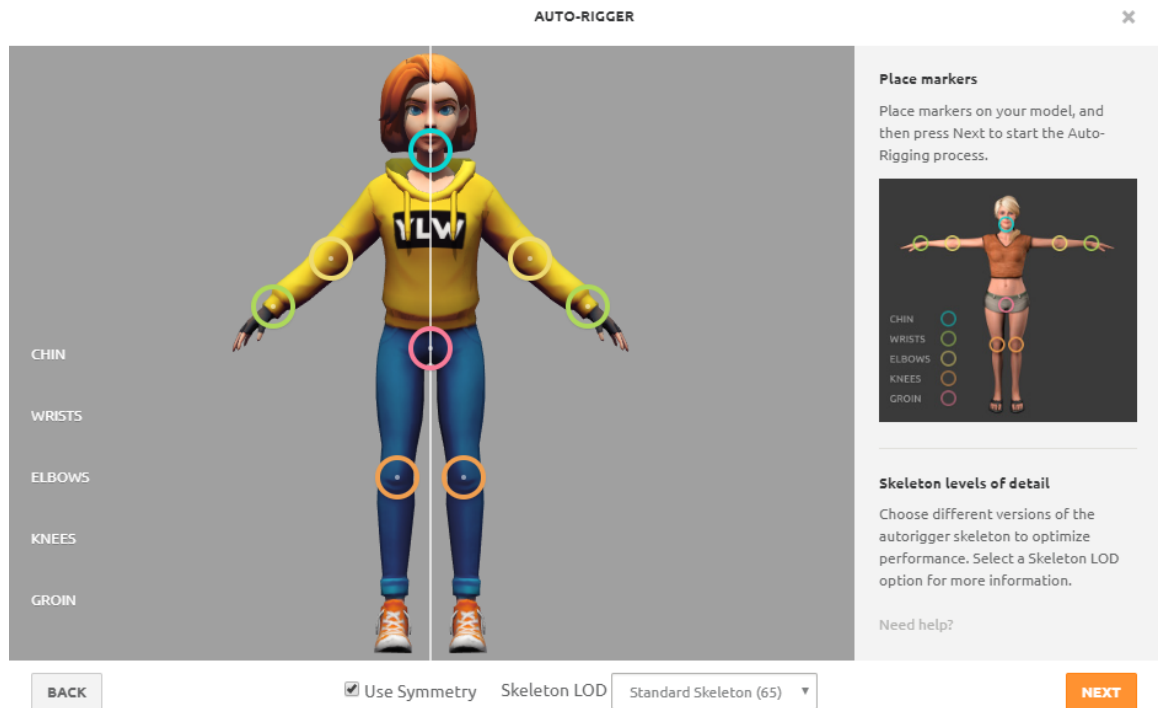 AUTO-RIGGER
YLW
CHIN
WRISTS
ELBOWS
KNEES
GROIN
Place markers
Place markers on your model, and
then press Next to start the Auto-
Rigging process.
CHIN
WRISTS
ELBOWS
KNEES
GROIN
Skeleton levels of detail
Choose different versions of the
autorigger skeleton to optimize
performance. Select a Skeleton LOD
option for more information.
Need help?
BACK
Use Symmetry
Skeleton LOD
Standard Skeleton (65)
NEXT